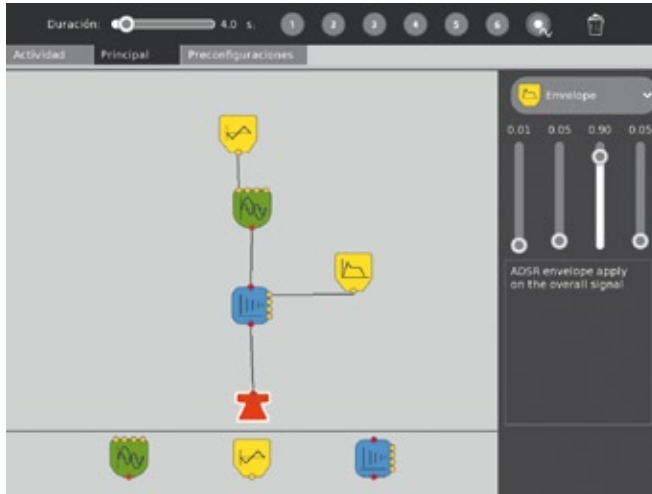 Duración: 4.0 s. 1 2 3 4 5 6
Actividad Principal Preconfiguraciones
Envelope
0.01 0.05 0.90 0.05
ADSR envelope apply
on the overall signal